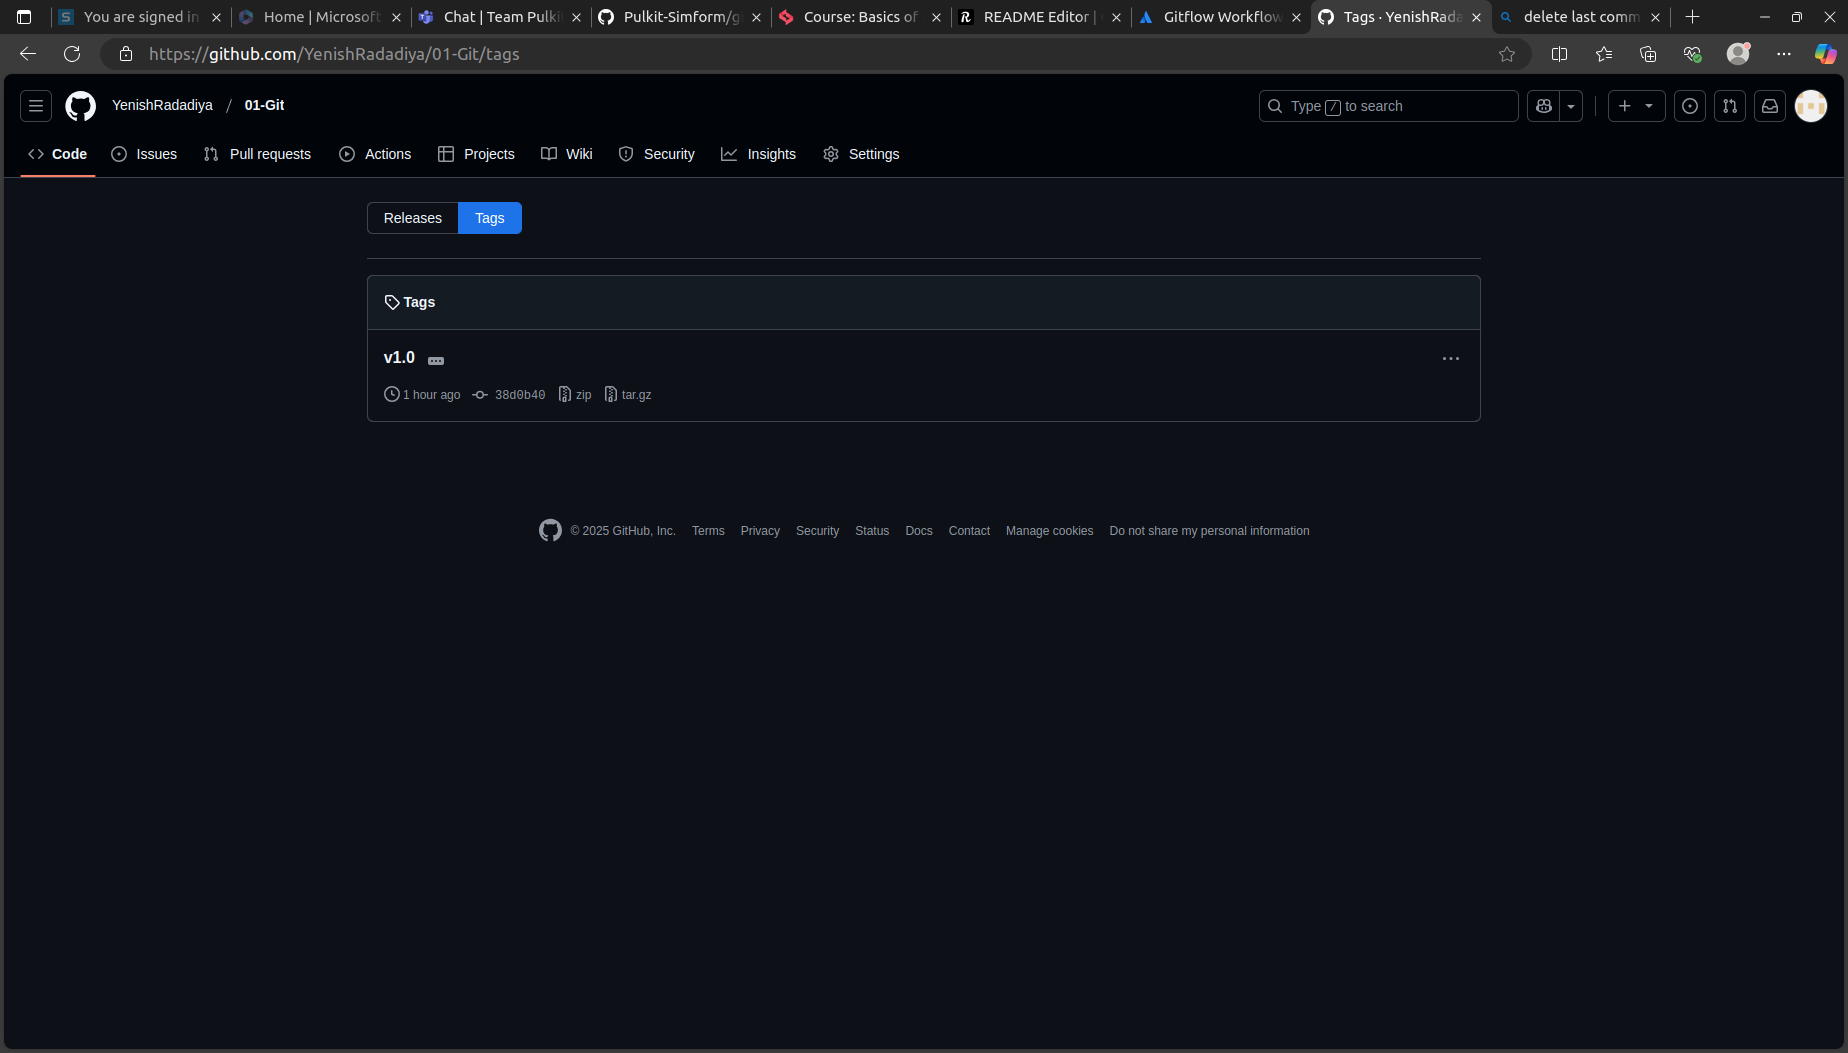 You are signed in
Home | Microsoft
Chat | Team Pulki
Pulkit-Simform/g
Course: Basics of
README Editor |
Gitflow Workflow
Tags · YenishRada
delete last comm
https://github.com/YenishRadadiya/01-Git/tags
YenishRadadiya / 01-Git
Type / to search
Code Issues Pull requests Actions Projects Wiki Security Insights Settings
Releases Tags
Tags
v1.0
1 hour ago 38d0b40 zip tar.gz
© 2025 GitHub, Inc. Terms Privacy Security Status Docs Contact Manage cookies Do not share my personal information